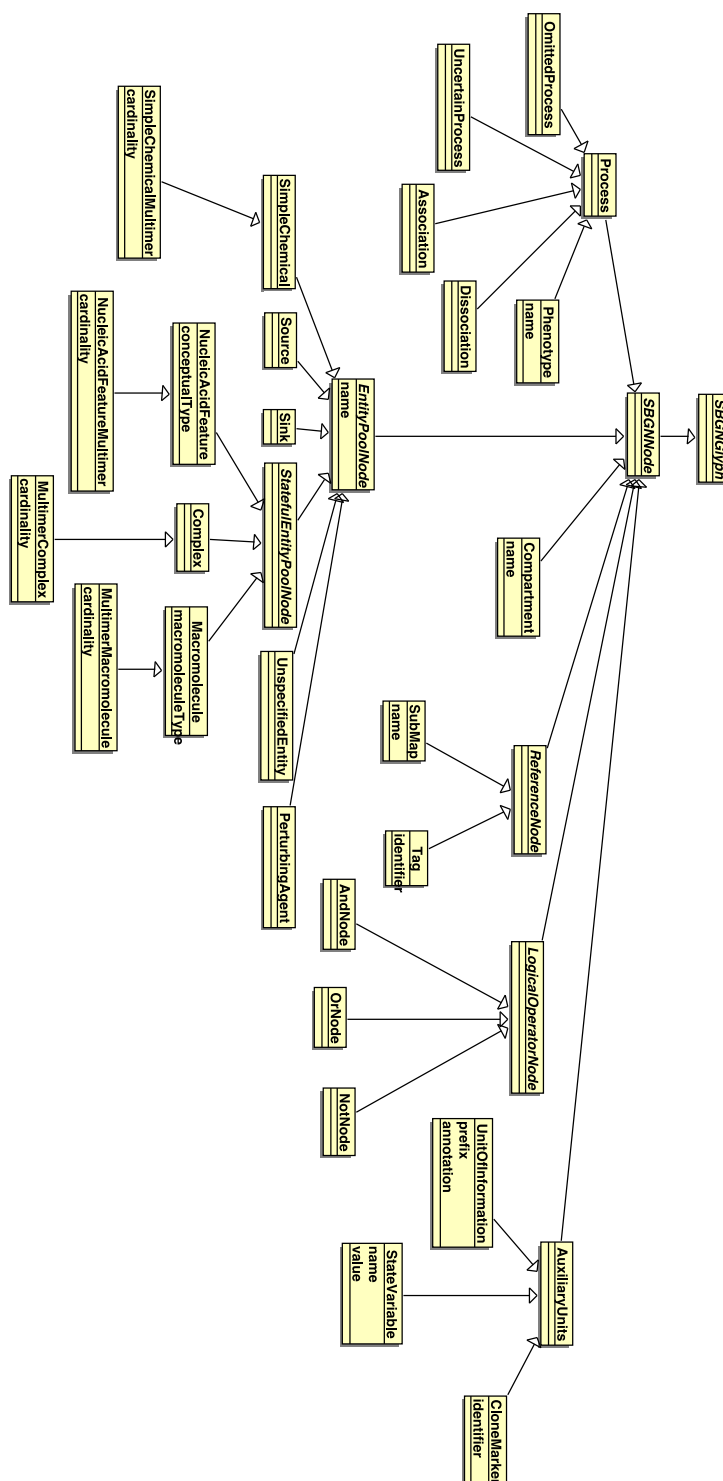 SBGNGlyph
SBGNNode
Process
OmittedProcess
UncertainProcess
Association
Dissociation
Phenotype
name
EntityPoolNode
name
Compartment
name
ReferenceNode
SubMap
name
Tag
identifier
LogicalOperatorNode
AndNode
OrNode
NotNode
AuxiliaryUnits
UnitOfInformation
prefix
annotation
StateVariable
name
value
CloneMarker
identifier
SimpleChemical
Source
Sink
StatefulEntityPoolNode
UnspecifiedEntity
PerturbingAgent
SimpleChemicalMultimer
cardinality
NucleicAcidFeature
conceptualType
Complex
Macromolecule
macromoleculeType
NucleicAcidFeatureMultimer
cardinality
MultimerComplex
cardinality
MultimerMacromolecule
cardinality